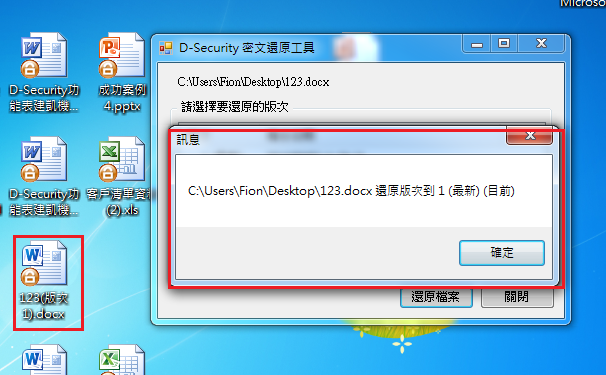 Microso
D-Security功
能表建凱機...
成功案例
4.pptx
D-Security 密文還原工具
C:\Users\Fion\Desktop\123.docx
請選擇要還原的版次
訊息
C:\Users\Fion\Desktop\123.docx 還原版次到 1 (最新) (目前)
確定
還原檔案
關閉
D-Security功
能表建凱機...
客戶清單資料
(2).xls
123(版次
1).docx